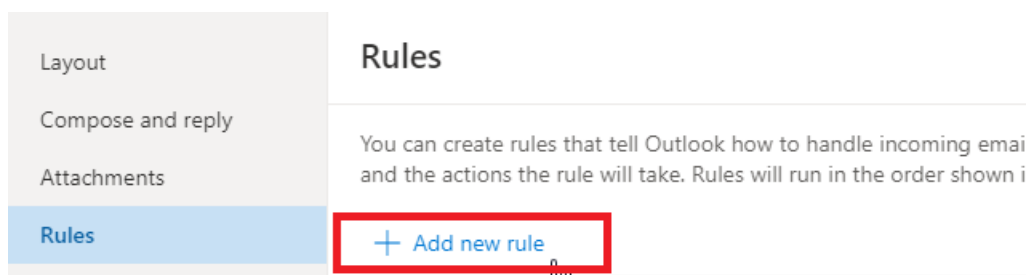 Layout
Compose and reply
Attachments
Rules
Rules
You can create rules that tell Outlook how to handle incoming emai
and the actions the rule will take. Rules will run in the order shown i
+ Add new rule